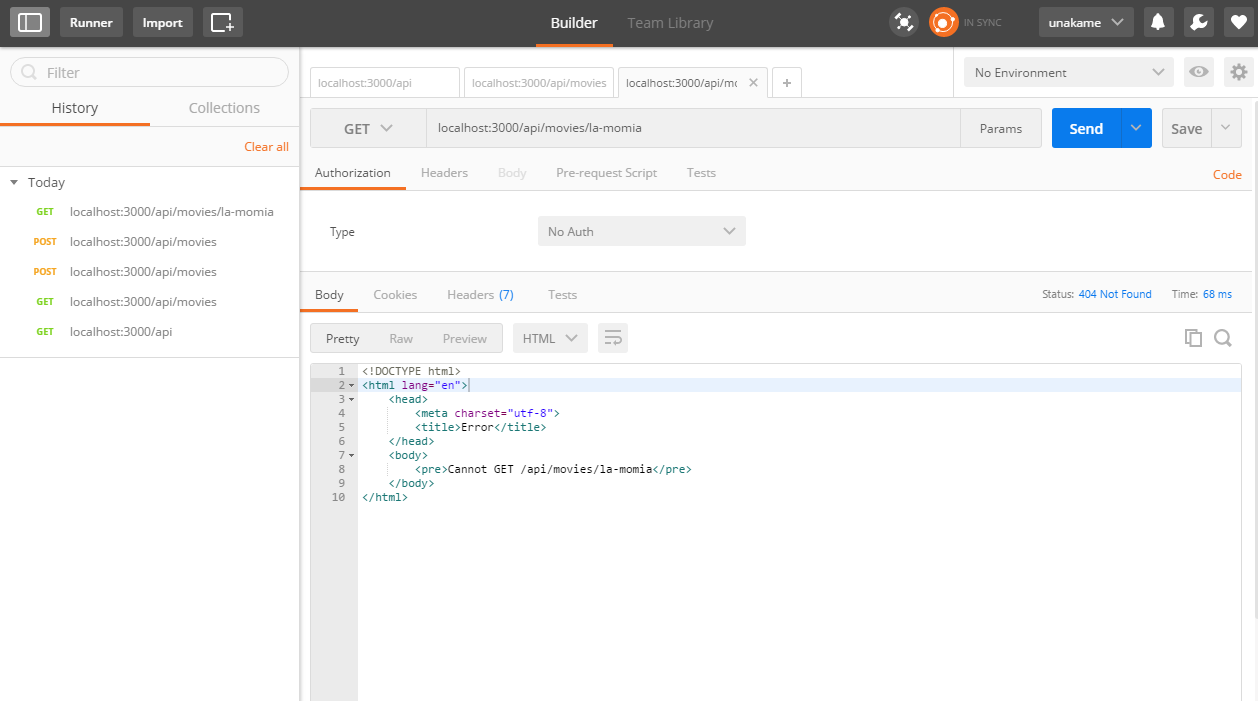 Runner Import Builder Team Library IN SYNC unakame
Filter
History Collections
Clear all
Today
GET localhost:3000/api/movies/la-momia
POST localhost:3000/api/movies
POST localhost:3000/api/movies
GET localhost:3000/api/movies
GET localhost:3000/api
localhost:3000/api localhost:3000/api/movies localhost:3000/api/mo + No Environment
GET localhost:3000/api/movies/la-momia Params Send Save
Authorization Headers Body Pre-request Script Tests Code
Type No Auth
Body Cookies Headers (7) Tests Status: 404 Not Found Time: 68 ms
Pretty Raw Preview HTML
1 <!DOCTYPE html>
2 <html lang="en">
3 <head>
4 <meta charset="utf-8">
5 <title>Error</title>
6 </head>
7 <body>
8 <pre>Cannot GET /api/movies/la-momia</pre>
9 </body>
10 </html>